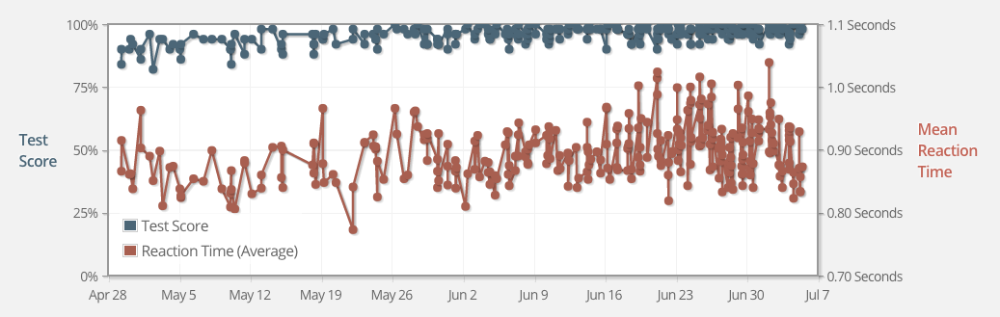 100%
75%
50%
25%
0%
Test
Score
1.1 Seconds
1.0 Seconds
0.90 Seconds
0.80 Seconds
0.70 Seconds
Mean
Reaction
Time
Test Score
Reaction Time (Average)
Apr 28 May 5 May 12 May 19 May 26 Jun 2 Jun 9 Jun 16 Jun 23 Jun 30 Jul 7